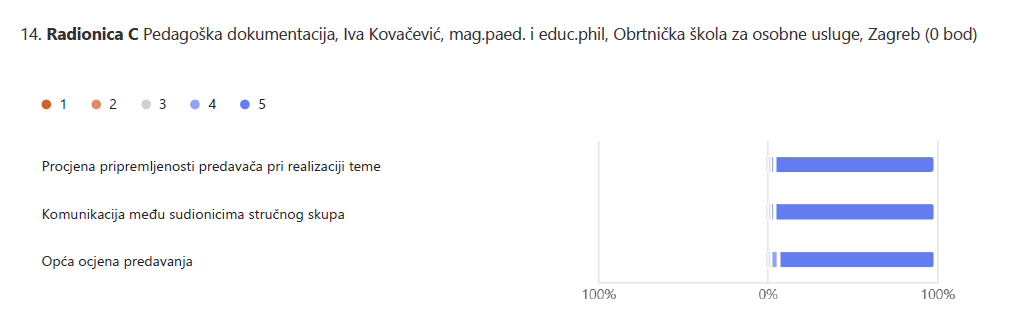 14. Radionica C Pedagoška dokumentacija, Iva Kovačević, mag.paed. i educ.phil, Obrtnička škola za osobne usluge, Zagreb (0 bod)
1 2 3 4 5
Procjena pripremljenosti predavača pri realizaciji teme
Komunikacija među sudionicima stručnog skupa
Opća ocjena predavanja
100% 0% 100%